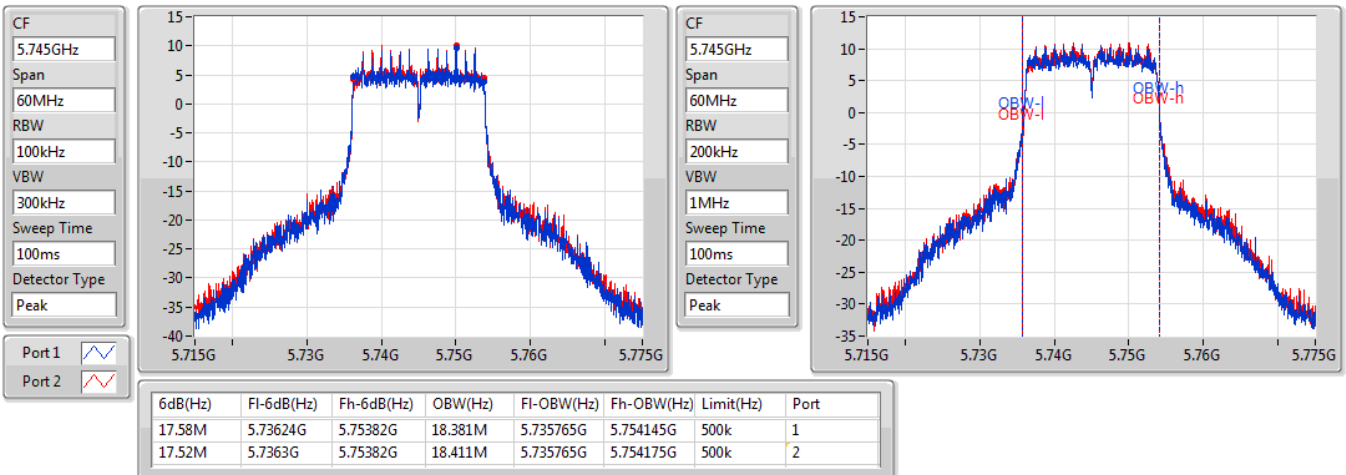 CF
5.745GHz
Span
60MHz
RBW
100kHz
VBW
300kHz
Sweep Time
100ms
Detector Type
Peak
Port 1
Port 2
15
10
5
0
-5
-10
-15
-20
-25
-30
-35
-40
5.715G 5.73G 5.74G 5.75G 5.76G 5.775G
CF
5.745GHz
Span
60MHz
RBW
200kHz
VBW
1MHz
Sweep Time
100ms
Detector Type
Peak
15
10
5
0
-5
-10
-15
-20
-25
-30
-35
OBW-l
OBW-l
OBW-h
OBW-h
5.715G 5.73G 5.74G 5.75G 5.76G 5.775G
6dB(Hz) Fl-6dB(Hz) Fh-6dB(Hz) OBW(Hz) Fl-OBW(Hz) Fh-OBW(Hz) Limit(Hz) Port
17.58M 5.73624G 5.75382G 18.381M 5.735765G 5.754145G 500k 1
17.52M 5.7363G 5.75382G 18.411M 5.735765G 5.754175G 500k 2